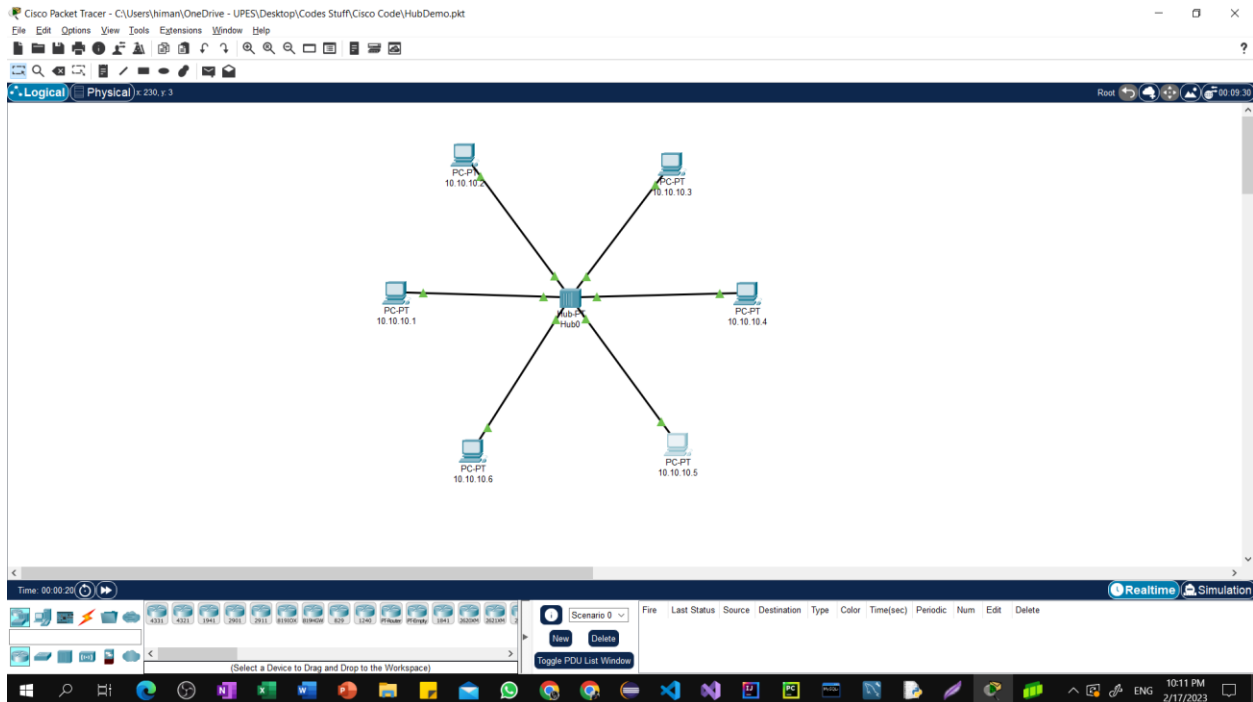 Cisco Packet Tracer - C:\Users\himan\OneDrive - UPES\Desktop\Codes Stuff\Cisco Code\HubDemo.pkt
File Edit Options View Tools Extensions Window Help
?
Logical Physical x: 230, y: 3 Root 00:09:30
PC-PT
10.10.10.2
PC-PT
10.10.10.3
PC-PT
10.10.10.1
Hub-PT
Hub0
PC-PT
10.10.10.4
PC-PT
10.10.10.6
PC-PT
10.10.10.5
Time: 00:00:20 Realtime Simulation
4331 4321 1941 2901 2911 819IOX 819HGW 829 1240 PT-Router PT-Empty 1841 2620XM 2621XM
Scenario 0
Fire Last Status Source Destination Type Color Time(sec) Periodic Num Edit Delete
New Delete
Toggle PDU List Window
(Select a Device to Drag and Drop to the Workspace)
ENG
10:11 PM
2/17/2023